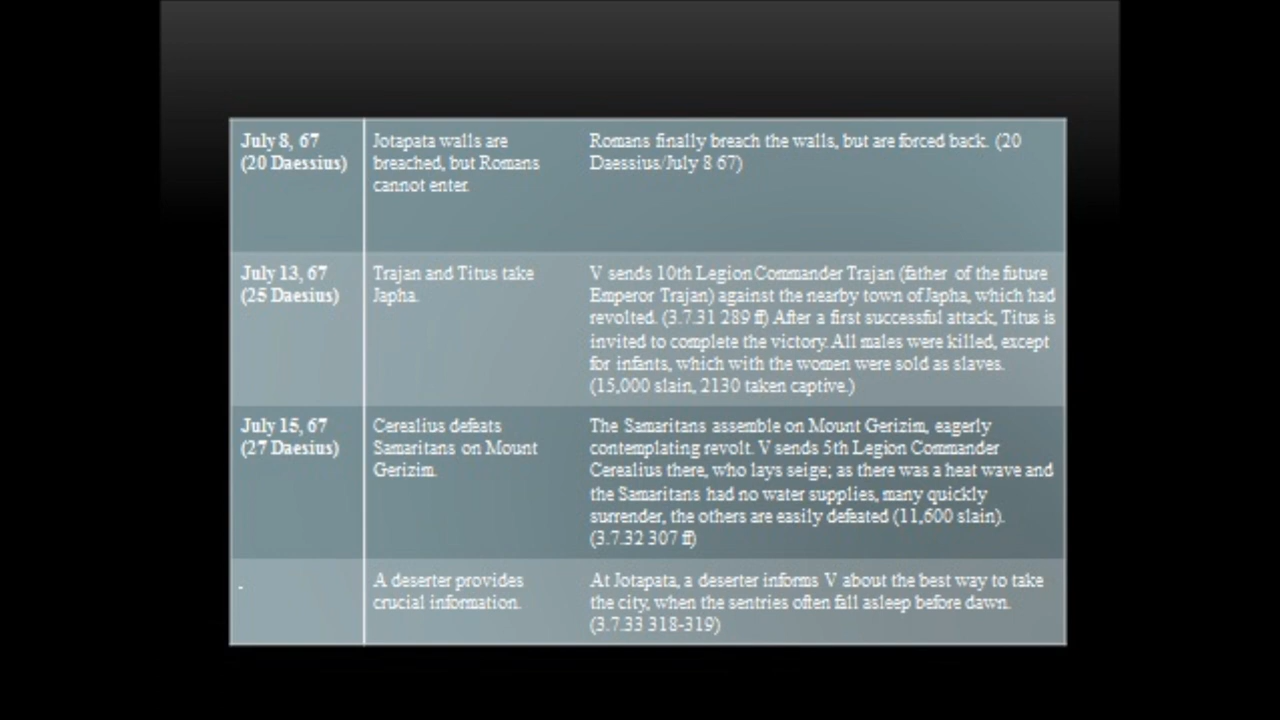 July 8, 67
(20 Daessius)
Jotapata walls are
breached, but Romans
cannot enter.
Romans finally breach the walls, but are forced back. (20
Daessius/July 8 67)
July 13, 67
(25 Daesius)
Trajan and Titus take
Japha.
V sends 10th Legion Commander Trajan (father of the future
Emperor Trajan) against the nearby town of Japha, which had
revolted. (3.7.31 289 ff) After a first successful attack, Titus is
invited to complete the victory. All males were killed, except
for infants, which with the women were sold as slaves.
(15,000 slain, 2130 taken captive.)
July 15, 67
(27 Daesius)
Cerealius defeats
Samaritans on Mount
Gerizim.
The Samaritans assemble on Mount Gerizim, eagerly
contemplating revolt. V sends 5th Legion Commander
Cerealius there, who lays seige; as there was a heat wave and
the Samaritans had no water supplies, many quickly
surrender, the others are easily defeated (11,600 slain).
(3.7.32 307 ff)
.
A deserter provides
crucial information.
At Jotapata, a deserter informs V about the best way to take
the city, when the sentries often fall asleep before dawn.
(3.7.33 318-319)